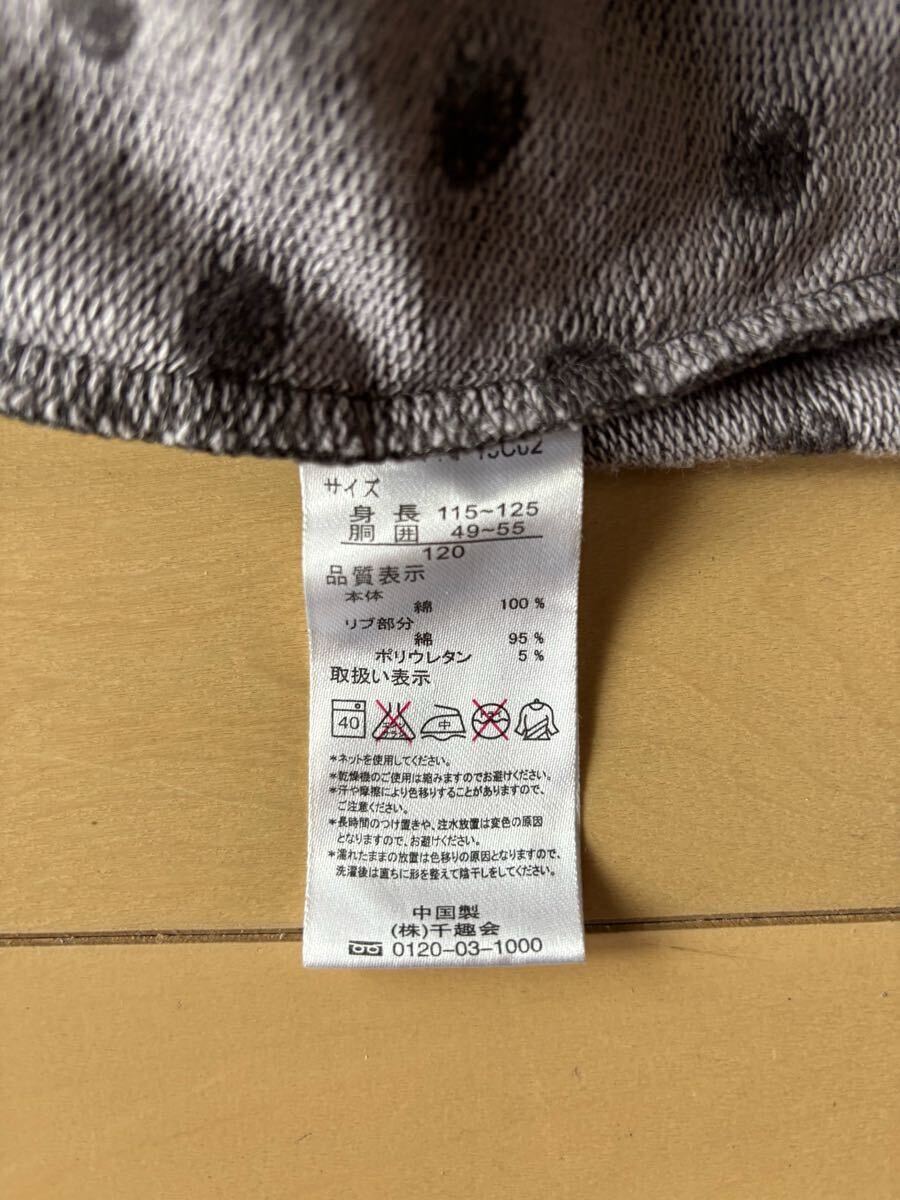 サイズ
身長 115~125
胴囲 49~55
120
品質表示
本体
綿 100%
リブ部分
綿 95%
ポリウレタン 5%
取扱い表示
40 中
*ネットを使用してください。
*乾燥機のご使用は縮みますのでお避けください。
*汗や摩擦により色移りすることがありますので、
ご注意ください。
*長時間のつけ置きや、注水放置は変色の原因
となりますので、お避けください。
*濡れたままの放置は色移りの原因となりますので、
洗濯後は直ちに形を整えて陰干しをしてください。
中国製
(株)千趣会
0120-03-1000